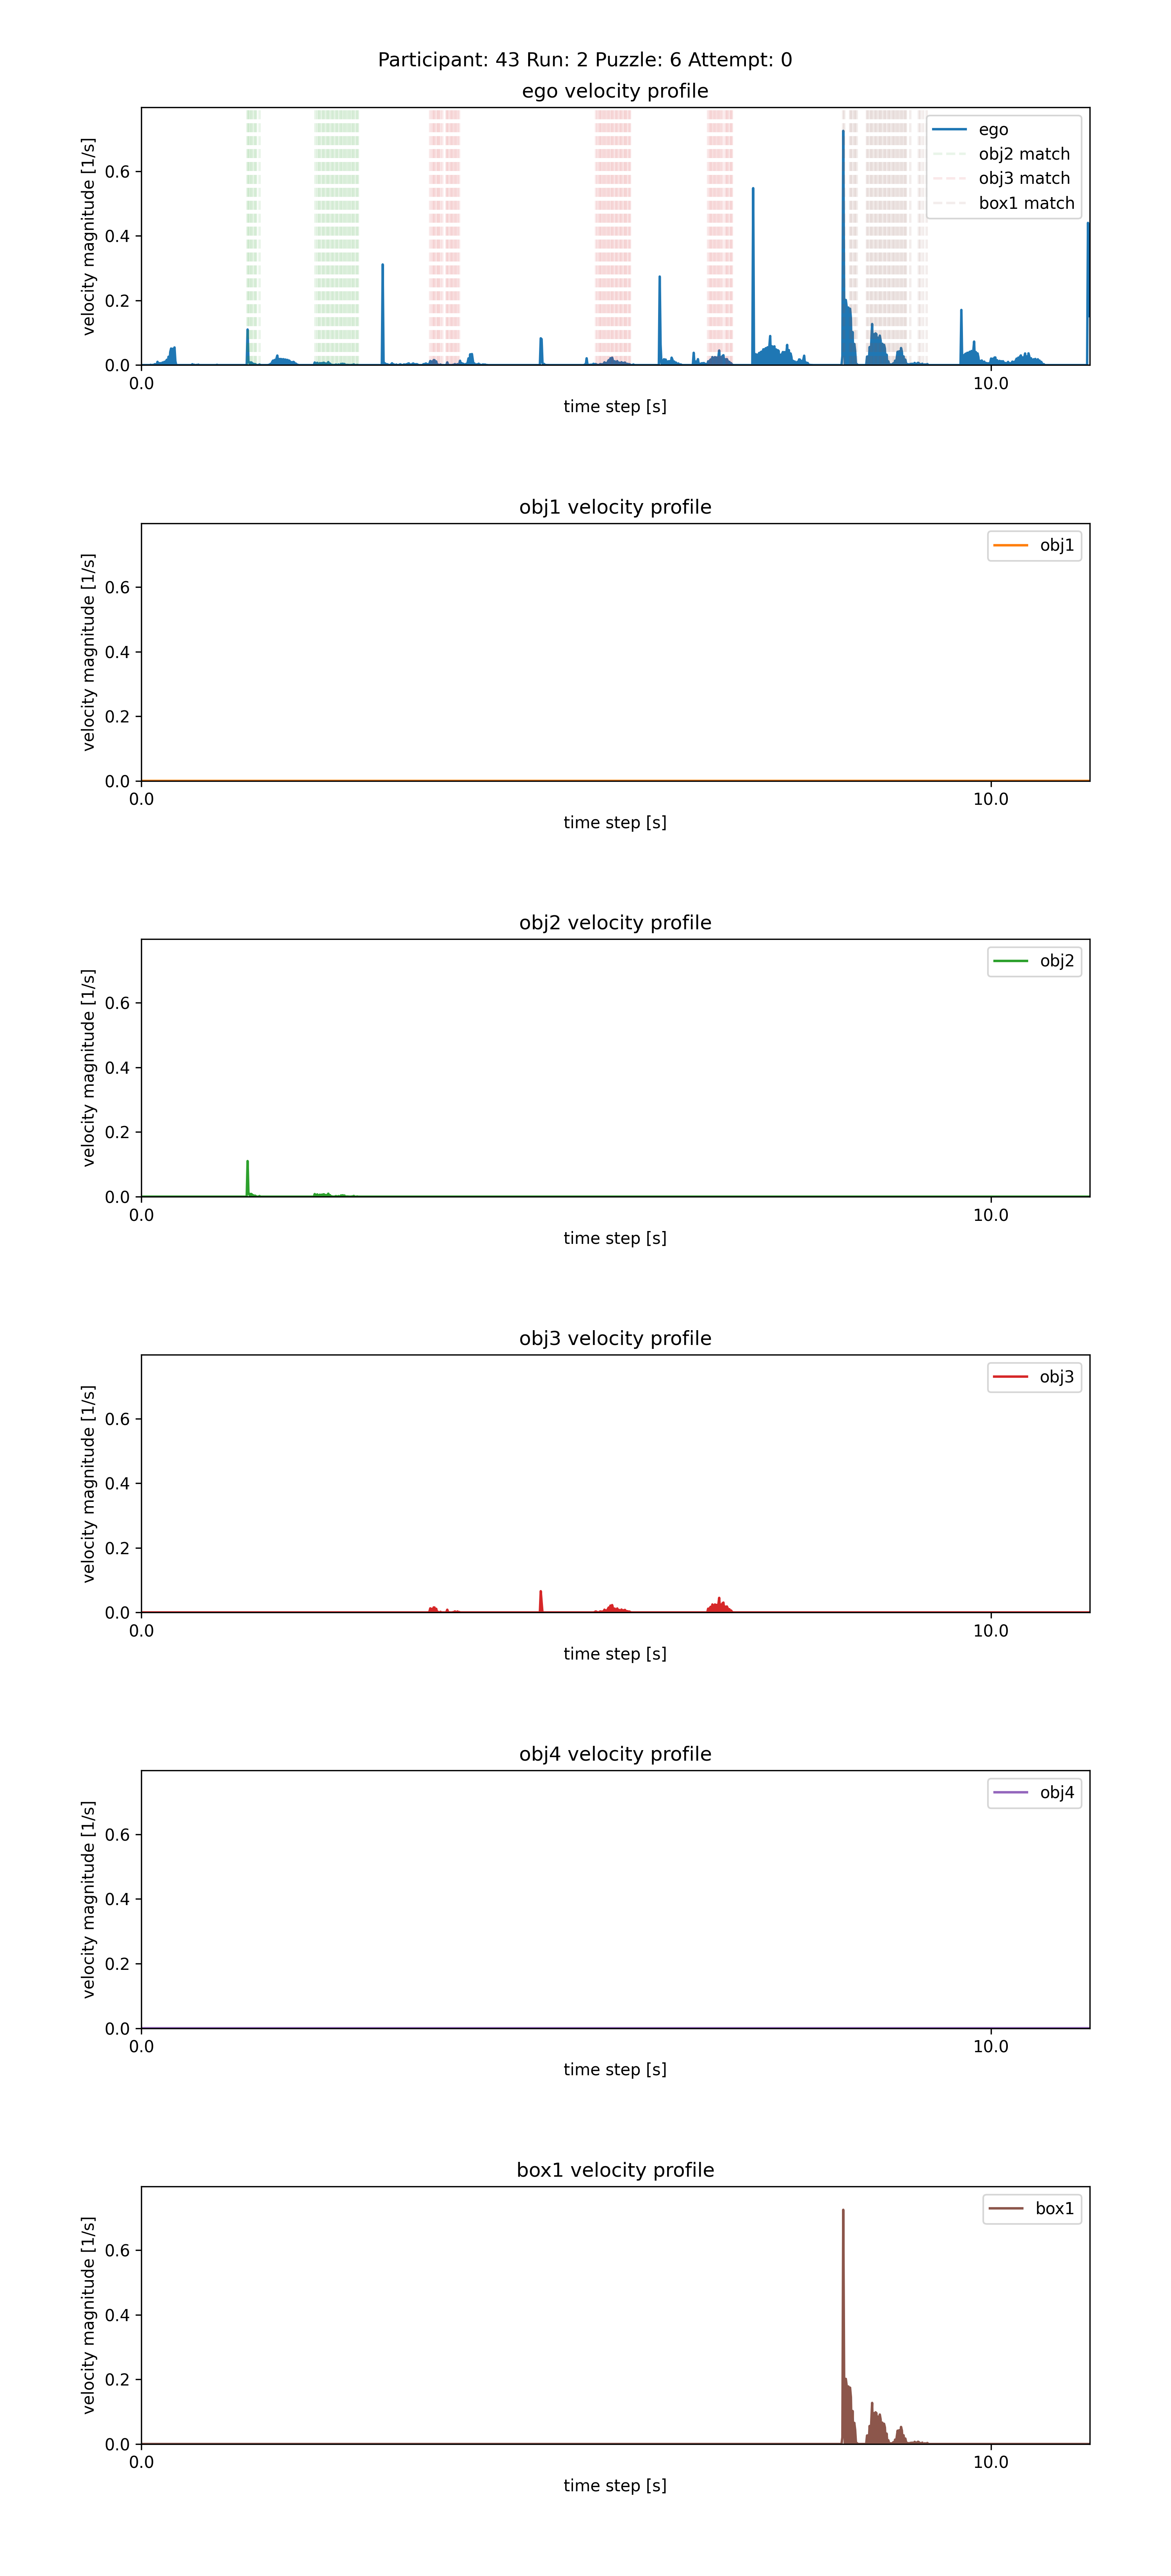 Participant: 43 Run: 2 Puzzle: 6 Attempt: 0
ego velocity profile
velocity magnitude [1/s]
0.6
0.4
0.2
0.0
ego
obj2 match
obj3 match
box1 match
0.0
10.0
time step [s]
obj1 velocity profile
velocity magnitude [1/s]
0.6
0.4
0.2
0.0
obj1
0.0
10.0
time step [s]
obj2 velocity profile
velocity magnitude [1/s]
0.6
0.4
0.2
0.0
obj2
0.0
10.0
time step [s]
obj3 velocity profile
velocity magnitude [1/s]
0.6
0.4
0.2
0.0
obj3
0.0
10.0
time step [s]
obj4 velocity profile
velocity magnitude [1/s]
0.6
0.4
0.2
0.0
obj4
0.0
10.0
time step [s]
box1 velocity profile
velocity magnitude [1/s]
0.6
0.4
0.2
0.0
box1
0.0
10.0
time step [s]